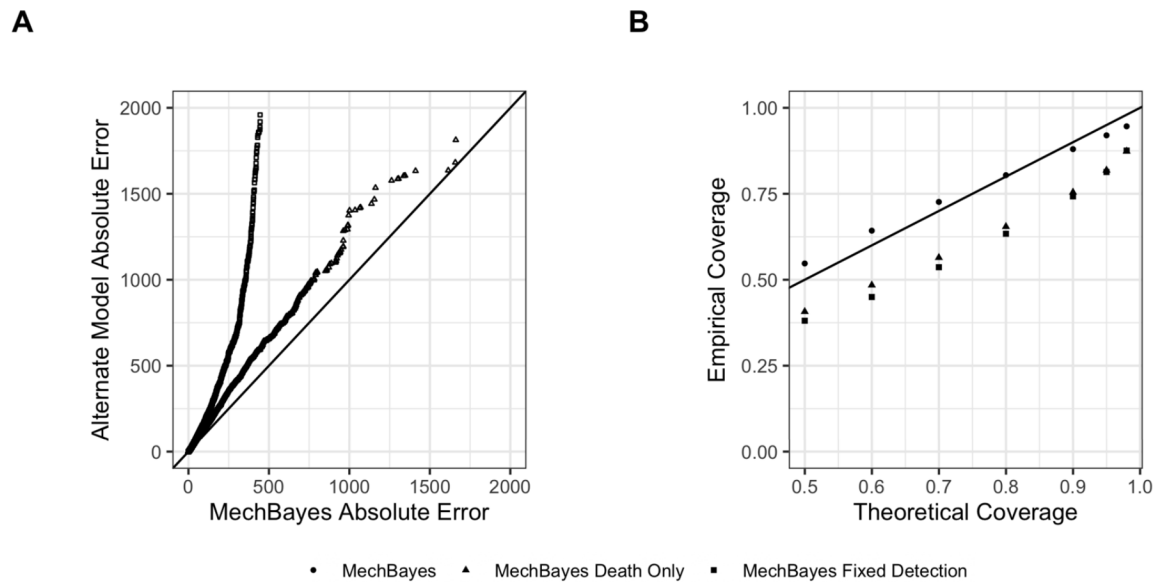 A
B
Alternate Model Absolute Error
2000
1500
1000
500
0
0 500 1000 1500 2000
MechBayes Absolute Error
Empirical Coverage
1.00
0.75
0.50
0.25
0.00
0.5 0.6 0.7 0.8 0.9 1.0
Theoretical Coverage
MechBayes MechBayes Death Only MechBayes Fixed Detection